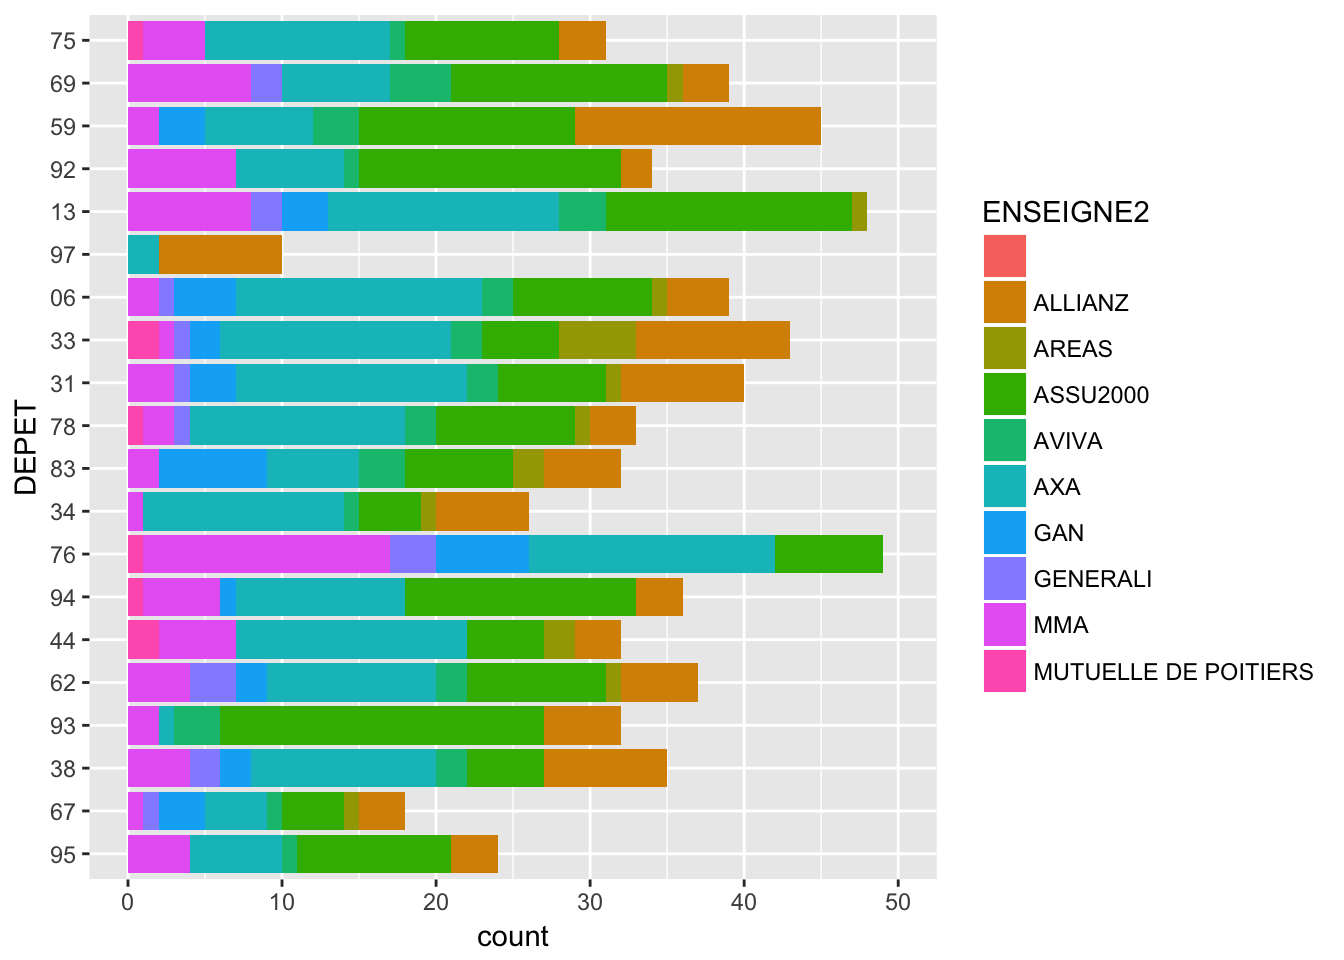 75
69
59
92
13
97
06
33
31
78
83
34
76
94
44
62
93
38
67
95
DEPET
0 10 20 30 40 50
count
ENSEIGNE2
ALLIANZ
AREAS
ASSU2000
AVIVA
AXA
GAN
GENERALI
MMA
MUTUELLE DE POITIERS